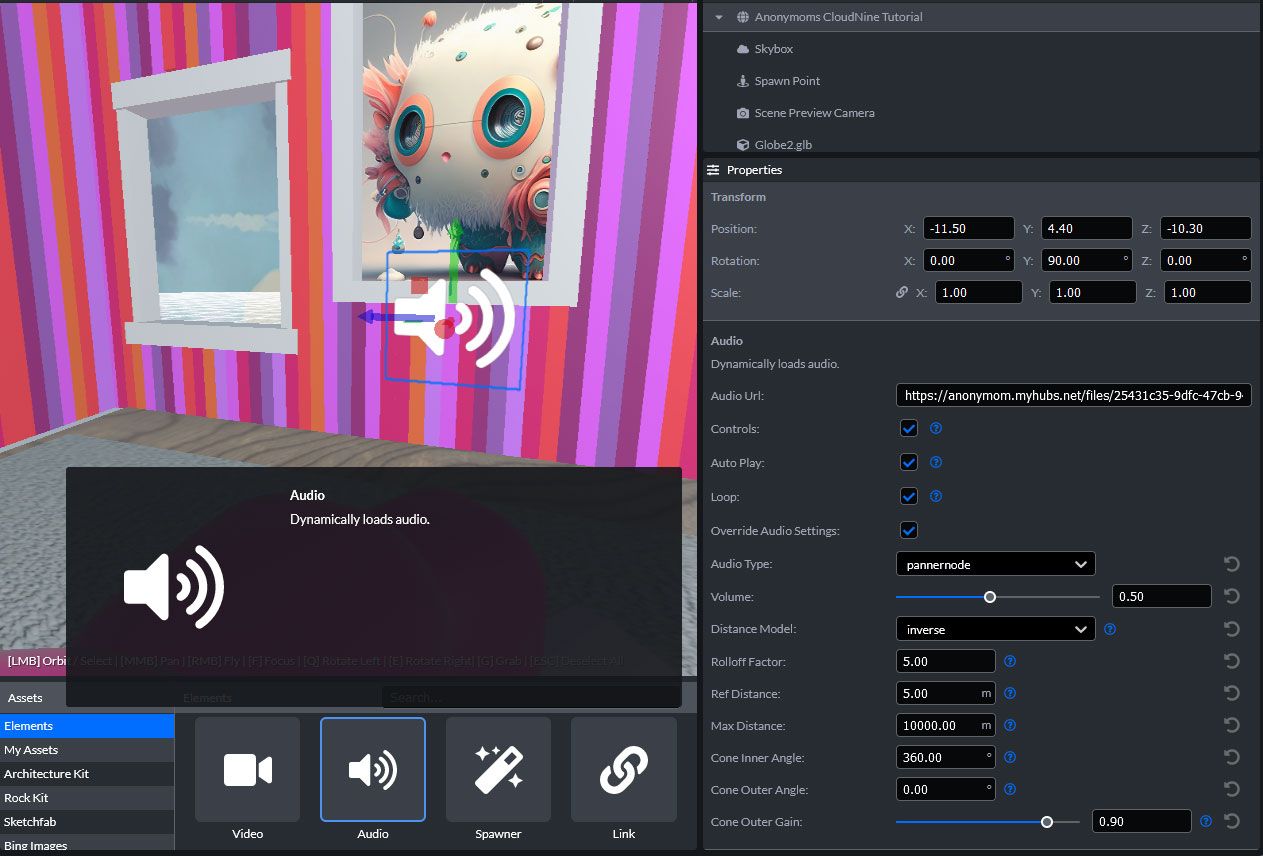 Anonymoms CloudNine Tutorial
Skybox
Spawn Point
Scene Preview Camera
Globe2.glb
Properties
Transform
Position: X: -11.50 Y: 4.40 Z: -10.30
Rotation: X: 0.00 ° Y: 90.00 ° Z: 0.00 °
Scale: X: 1.00 Y: 1.00 Z: 1.00
Audio
Dynamically loads audio.
Audio Url: https://anonymom.myhubs.net/files/25431c35-9dfc-47cb-9
Controls:
Auto Play:
Loop:
Override Audio Settings:
Audio Type: pannernode
Volume: 0.50
Distance Model: inverse
Rolloff Factor: 5.00
Ref Distance: 5.00 m
Max Distance: 10000.00 m
Cone Inner Angle: 360.00 °
Cone Outer Angle: 0.00 °
Cone Outer Gain: 0.90
Audio
Dynamically loads audio.
[LMB] Orbit / Select | [MMB] Pan | [RMB] Fly | [F] Focus | [Q] Rotate Left | [E] Rotate Right | [G] Grab | [ESC] Deselect All
Assets
Elements
Search...
Elements
My Assets
Architecture Kit
Rock Kit
Sketchfab
Bing Images
Video
Audio
Spawner
Link